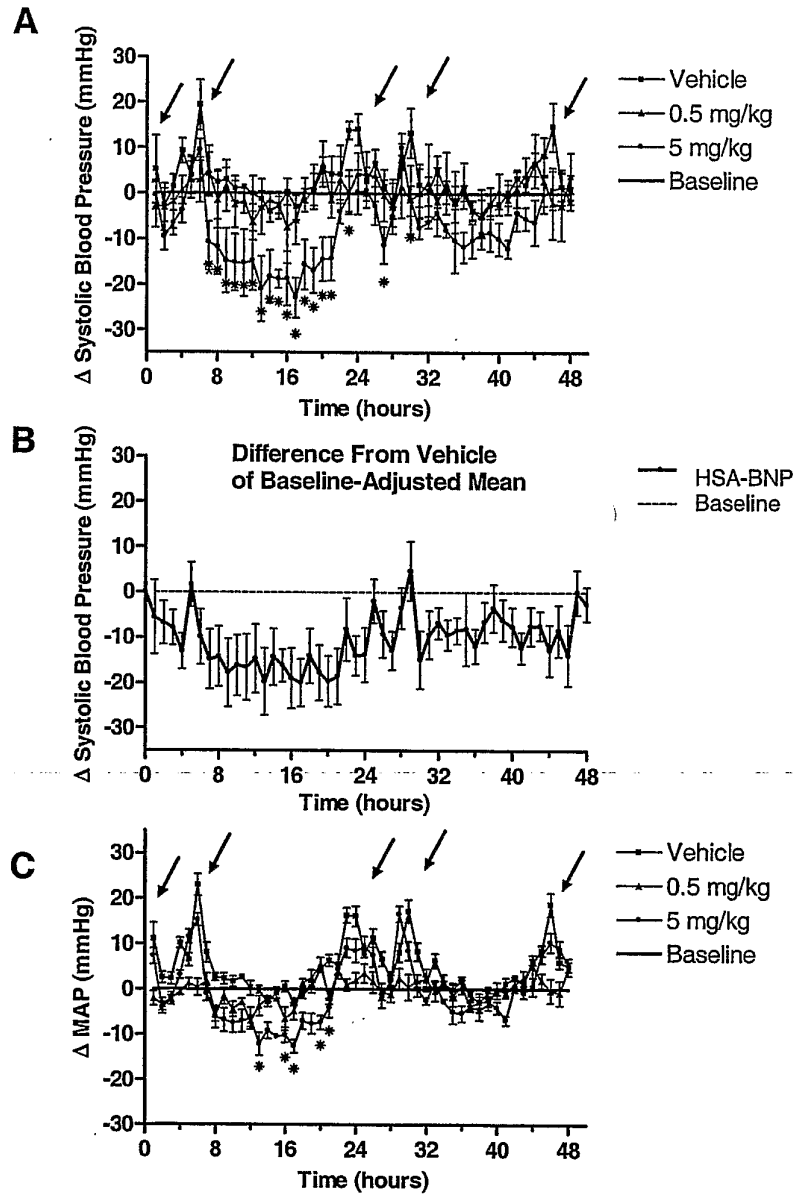 A
Δ Systolic Blood Pressure (mmHg)
30
20
10
0
-10
-20
-30
* * * * * * * * * * * * * * * * * *
0 8 16 24 32 40 48
Time (hours)
Vehicle
0.5 mg/kg
5 mg/kg
Baseline
B
Δ Systolic Blood Pressure (mmHg)
Difference From Vehicle
of Baseline-Adjusted Mean
30
20
10
0
-10
-20
-30
0 8 16 24 32 40 48
Time (hours)
HSA-BNP
Baseline
C
Δ MAP (mmHg)
30
20
10
0
-10
-20
-30
* * * * *
0 8 16 24 32 40 48
Time (hours)
Vehicle
0.5 mg/kg
5 mg/kg
Baseline